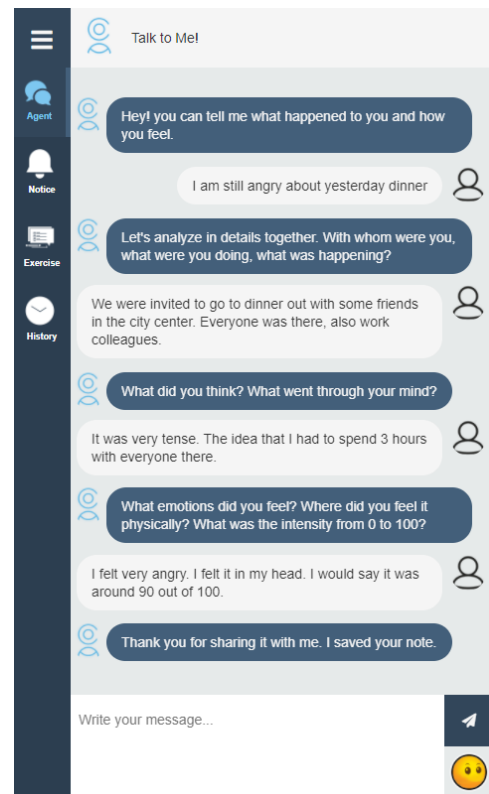 Talk to Me!
Agent
Notice
Exercise
History
Hey! you can tell me what happened to you and how
you feel.
I am still angry about yesterday dinner
Let's analyze in details together. With whom were you,
what were you doing, what was happening?
We were invited to go to dinner out with some friends
in the city center. Everyone was there, also work
colleagues.
What did you think? What went through your mind?
It was very tense. The idea that I had to spend 3 hours
with everyone there.
What emotions did you feel? Where did you feel it
physically? What was the intensity from 0 to 100?
I felt very angry. I felt it in my head. I would say it was
around 90 out of 100.
Thank you for sharing it with me. I saved your note.
Write your message...